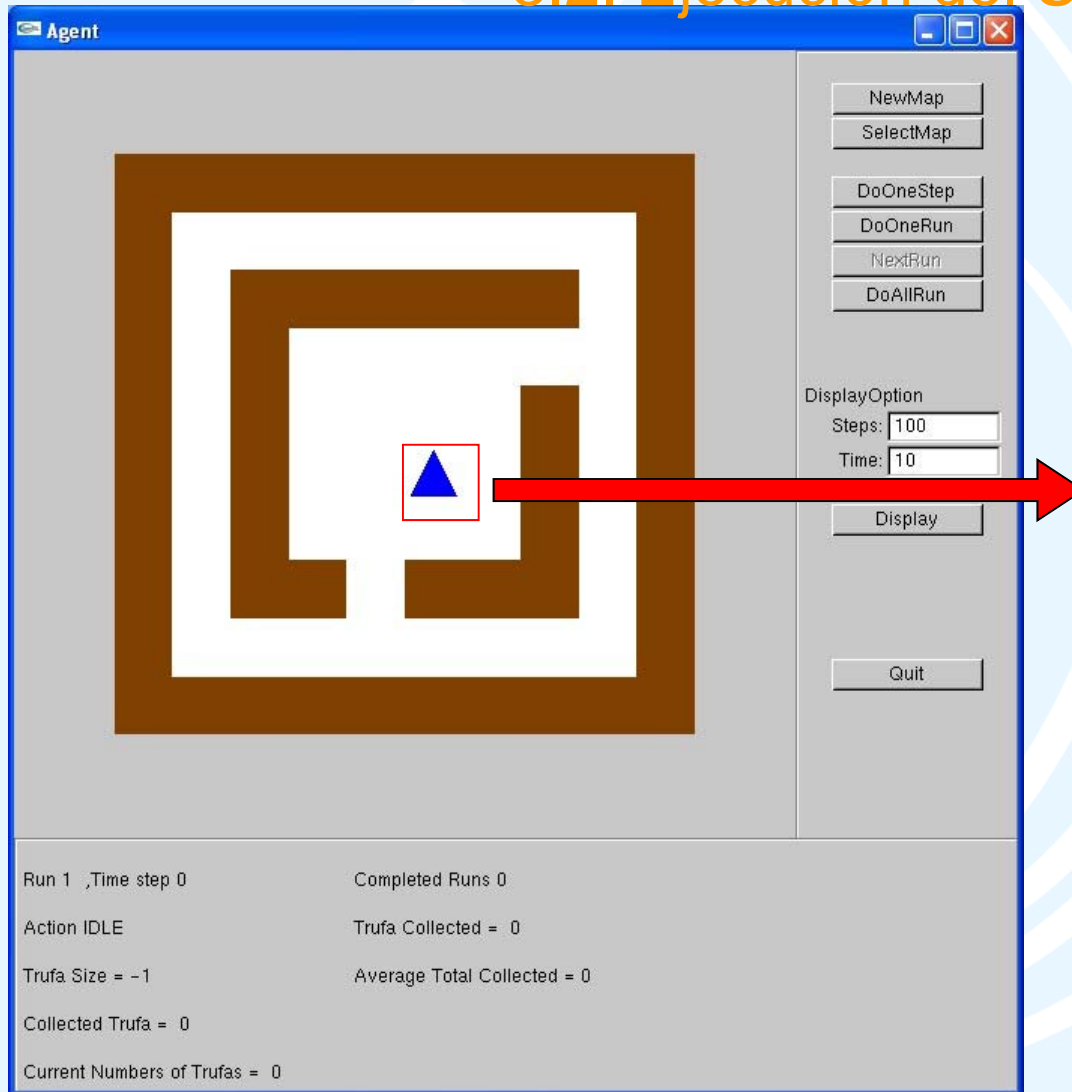 Agent
NewMap
SelectMap
DoOneStep
DoOneRun
NextRun
DoAllRun
DisplayOption
Steps: 100
Time: 10
Display
Quit
Run 1 ,Time step 0
Completed Runs 0
Action IDLE
Trufa Collected = 0
Trufa Size = -1
Average Total Collected = 0
Collected Trufa = 0
Current Numbers of Trufas = 0